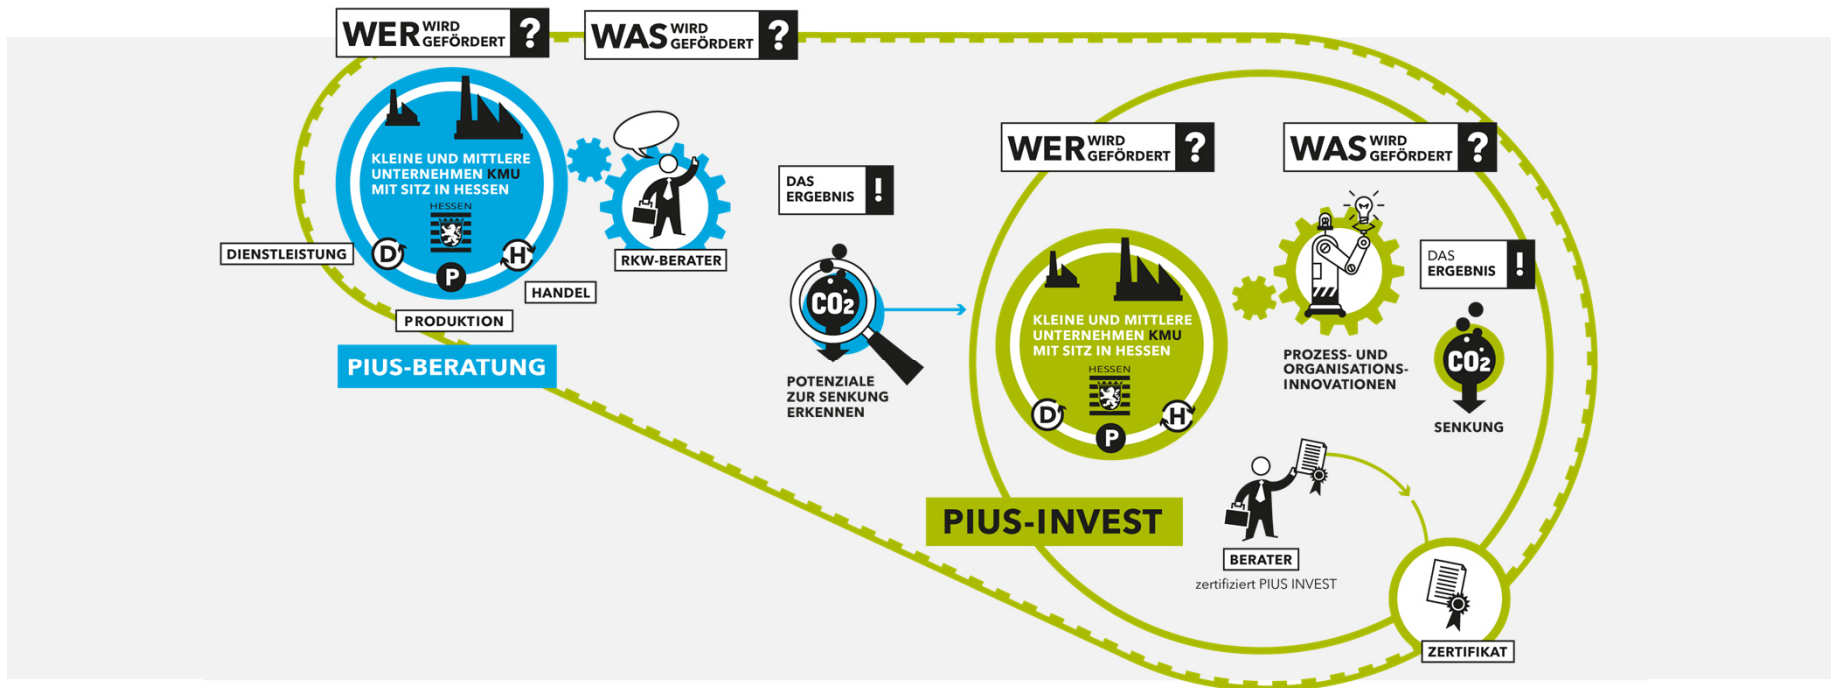 WER WIRD GEFÖRDERT ?
WAS WIRD GEFÖRDERT ?
KLEINE UND MITTLERE
UNTERNEHMEN KMU
MIT SITZ IN HESSEN
HESSEN
D
P
H
DIENSTLEISTUNG
PRODUKTION
HANDEL
RKW-BERATER
PIUS-BERATUNG
DAS
ERGEBNIS !
CO2
POTENZIALE
ZUR SENKUNG
ERKENNEN
WER WIRD GEFÖRDERT ?
WAS WIRD GEFÖRDERT ?
KLEINE UND MITTLERE
UNTERNEHMEN KMU
MIT SITZ IN HESSEN
HESSEN
D
P
H
PROZESS- UND
ORGANISATIONS-
INNOVATIONEN
DAS
ERGEBNIS !
CO2
SENKUNG
PIUS-INVEST
BERATER
zertifiziert PIUS INVEST
ZERTIFIKAT